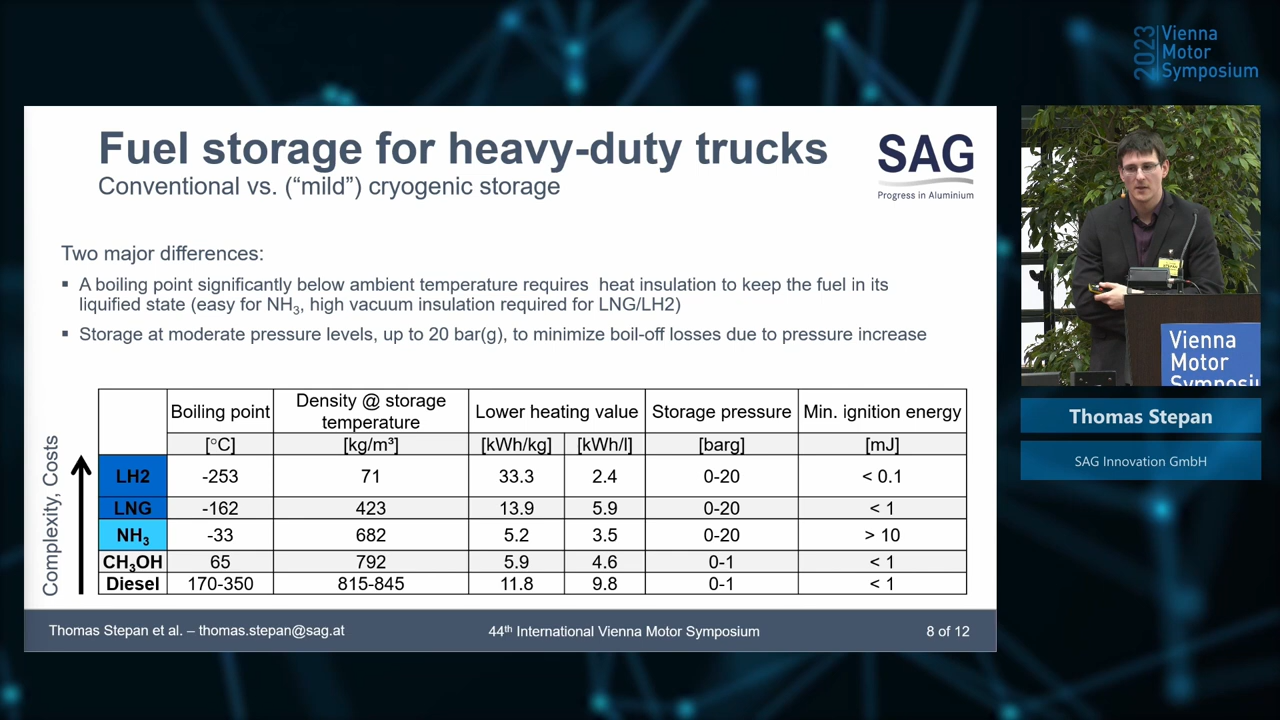 2023 Vienna
Motor
Symposium
Fuel storage for heavy-duty trucks
Conventional vs. (“mild”) cryogenic storage
SAG
Progress in Aluminium
Two major differences:
▪ A boiling point significantly below ambient temperature requires heat insulation to keep the fuel in its
liquified state (easy for NH₃, high vacuum insulation required for LNG/LH2)
▪ Storage at moderate pressure levels, up to 20 bar(g), to minimize boil-off losses due to pressure increase
Complexity, Costs
Boiling point Density @ storage temperature Lower heating value Storage pressure Min. ignition energy
[°C] [kg/m³] [kWh/kg] [kWh/l] [barg] [mJ]
LH2 -253 71 33.3 2.4 0-20 < 0.1
LNG -162 423 13.9 5.9 0-20 < 1
NH₃ -33 682 5.2 3.5 0-20 > 10
CH₃OH 65 792 5.9 4.6 0-1 < 1
Diesel 170-350 815-845 11.8 9.8 0-1 < 1
Thomas Stepan et al. – thomas.stepan@sag.at 44th International Vienna Motor Symposium 8 of 12
STEPAN
Vienna
Motor
Symposi
Thomas Stepan
SAG Innovation GmbH